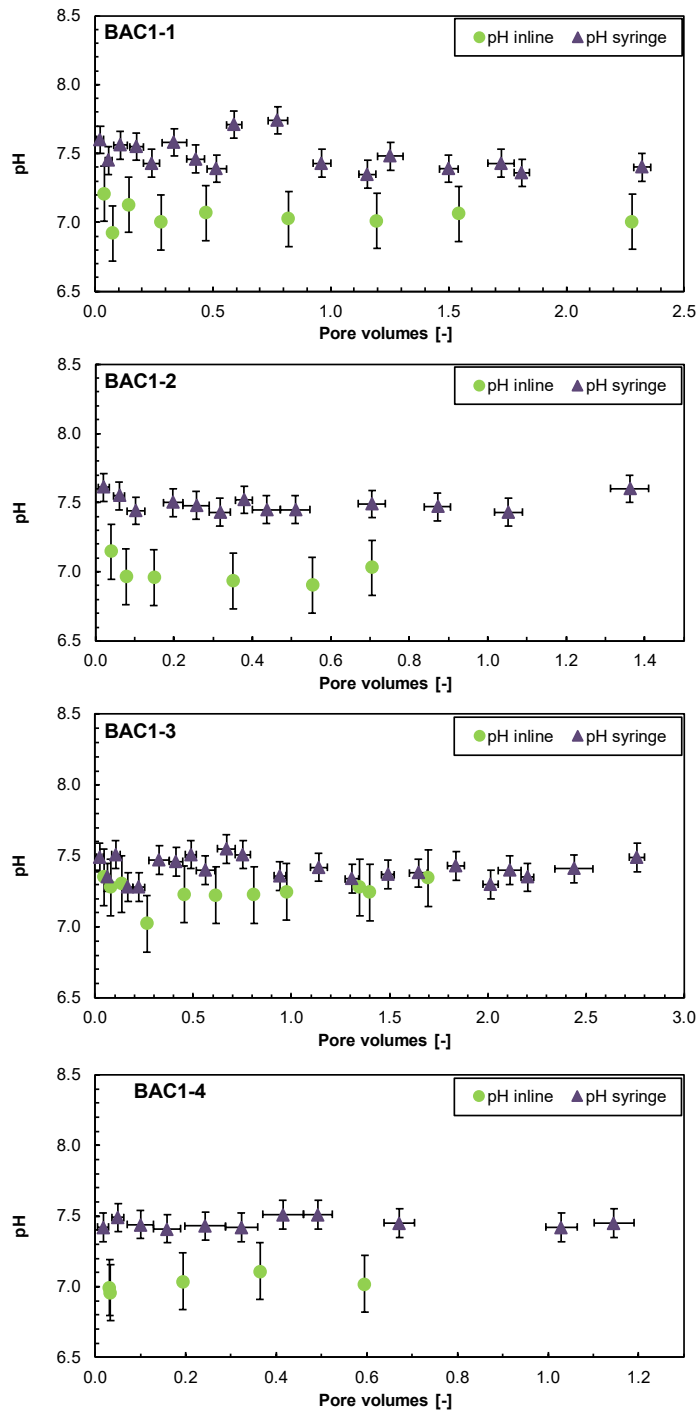 8.5
BAC1-1
pH inline pH syringe
8.0
7.5
pH
7.0
6.5
0.0 0.5 1.0 1.5 2.0 2.5
Pore volumes [-]
8.5
BAC1-2
pH inline pH syringe
8.0
7.5
pH
7.0
6.5
0.0 0.2 0.4 0.6 0.8 1.0 1.2 1.4
Pore volumes [-]
8.5
BAC1-3
pH inline pH syringe
8.0
7.5
pH
7.0
6.5
0.0 0.5 1.0 1.5 2.0 2.5 3.0
Pore volumes [-]
8.5
BAC1-4
pH inline pH syringe
8.0
7.5
pH
7.0
6.5
0.0 0.2 0.4 0.6 0.8 1.0 1.2
Pore volumes [-]